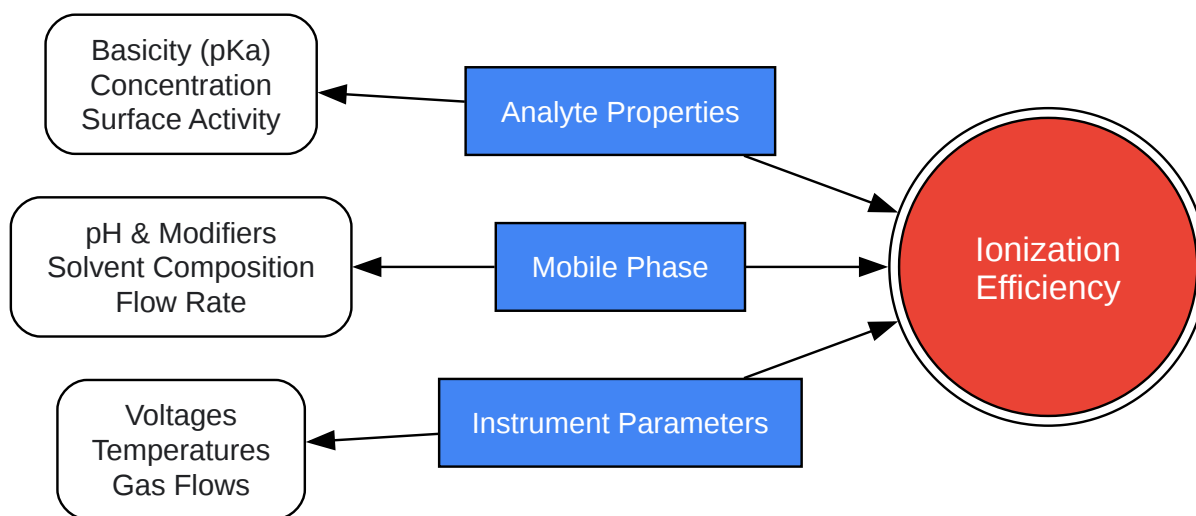 Basicity (pKa)
Concentration
Surface Activity
Analyte Properties
pH & Modifiers
Solvent Composition
Flow Rate
Mobile Phase
Ionization
Efficiency
Voltages
Temperatures
Gas Flows
Instrument Parameters